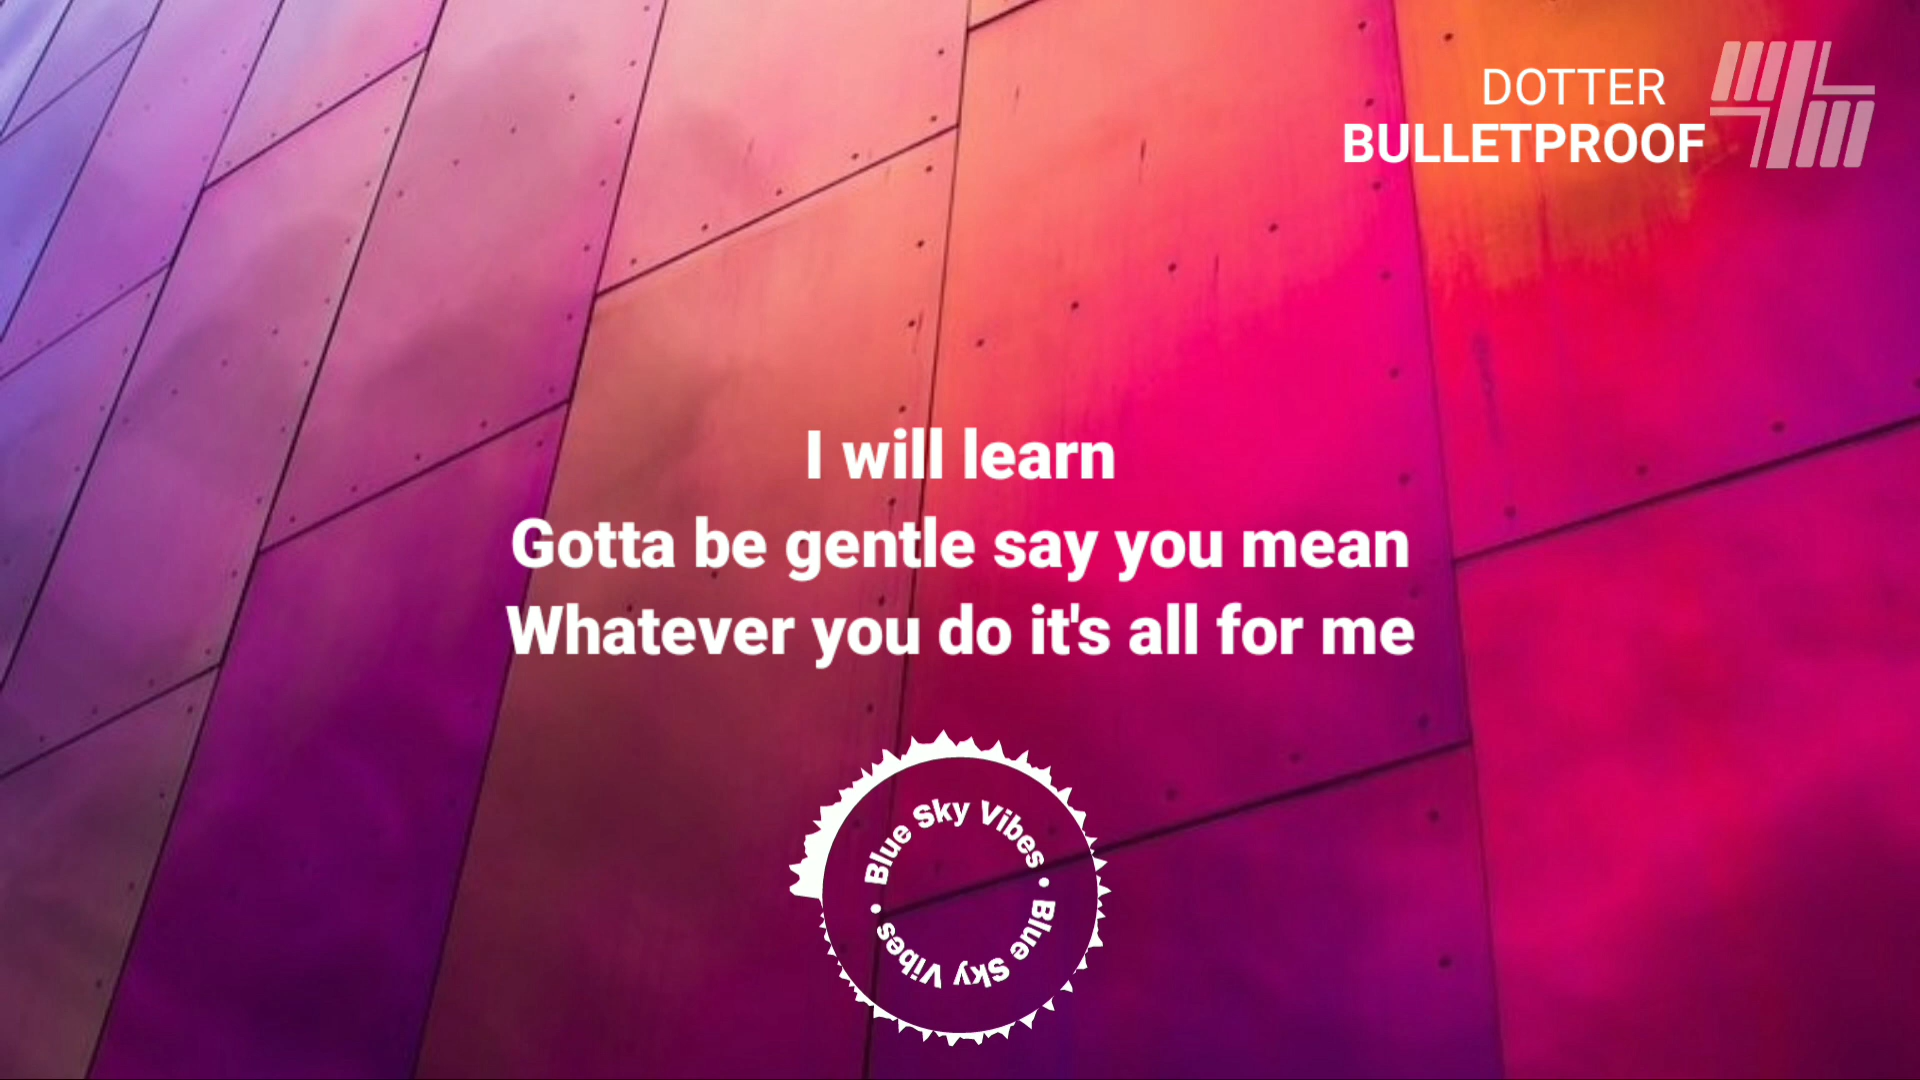 DOTTER
BULLETPROOF
I will learn
Gotta be gentle say you mean
Whatever you do it's all for me
Blue Sky Vibes • Blue Sky Vibes •